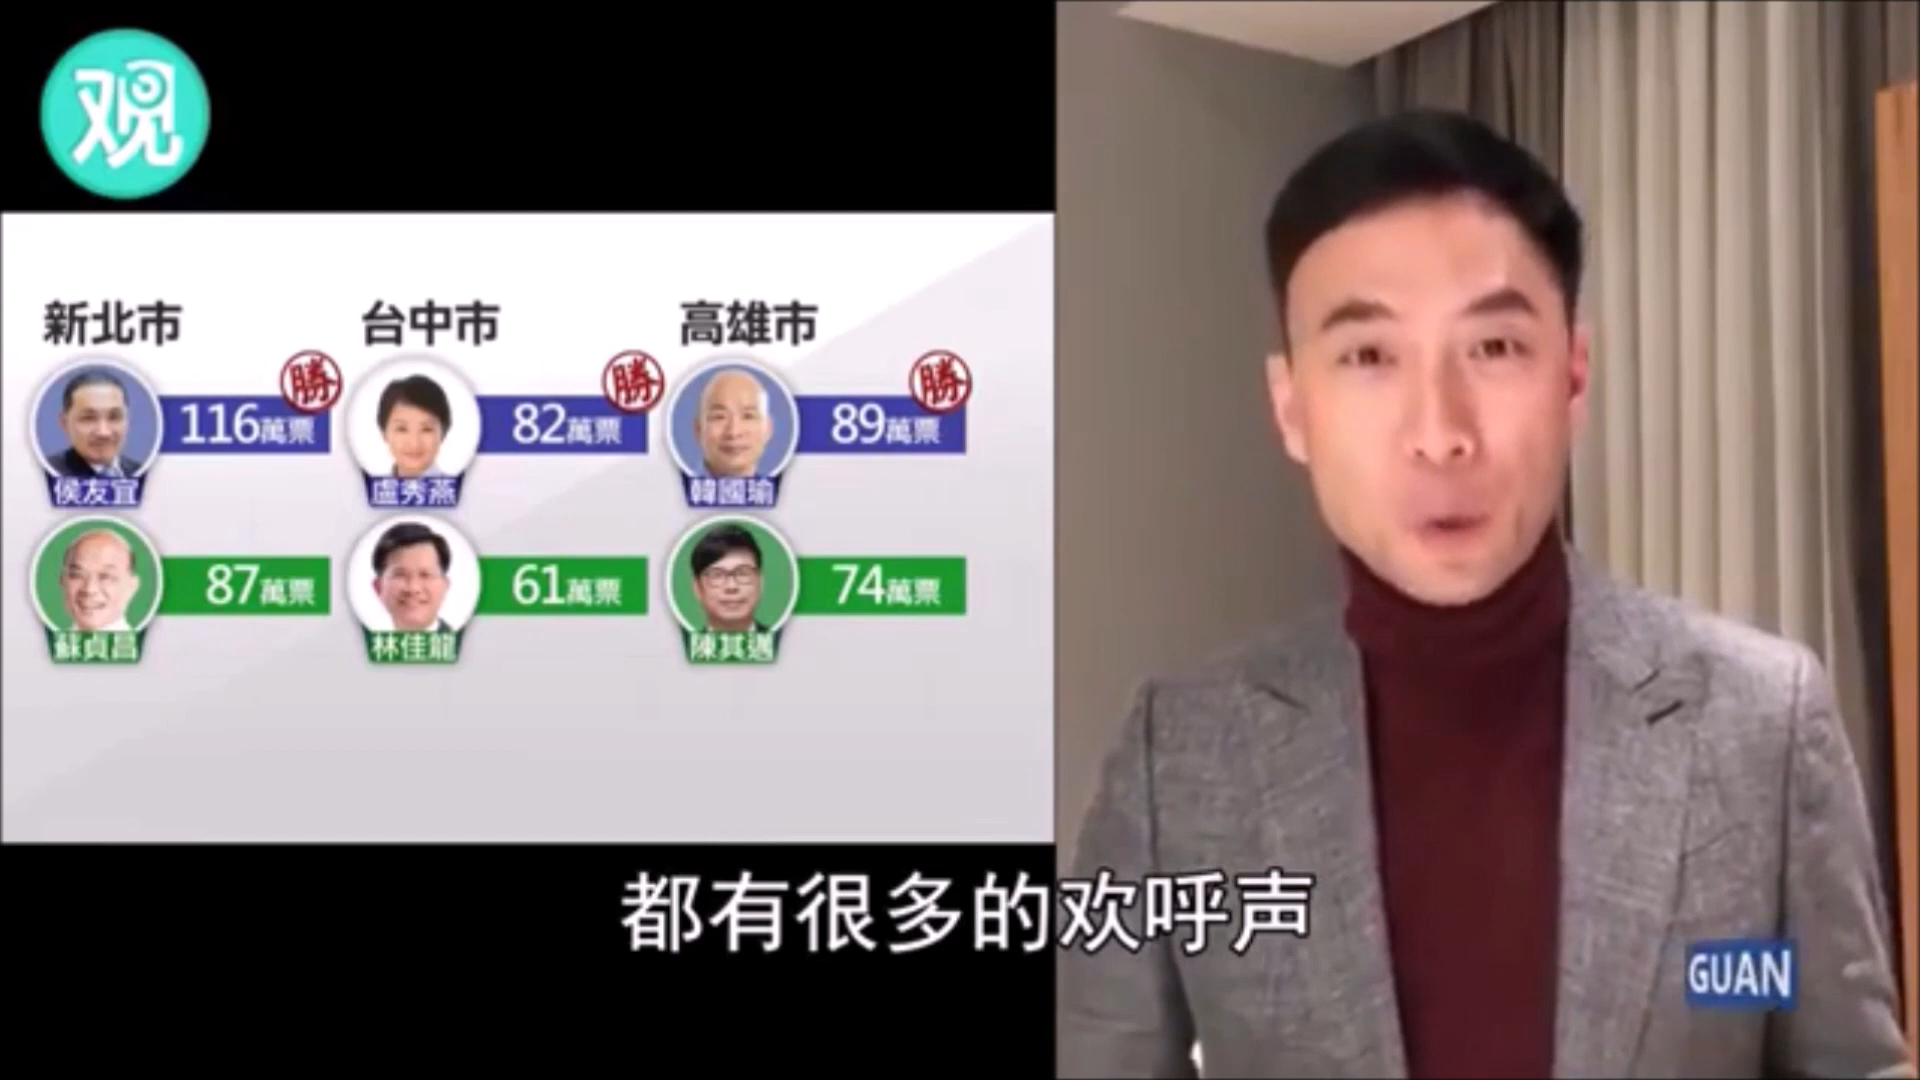 观
新北市 台中市 高雄市
勝 勝 勝
116萬票 82萬票 89萬票
侯友宜 盧秀燕 韓國瑜
87萬票 61萬票 74萬票
蘇貞昌 林佳龍 陳其邁
都有很多的欢呼声
GUAN